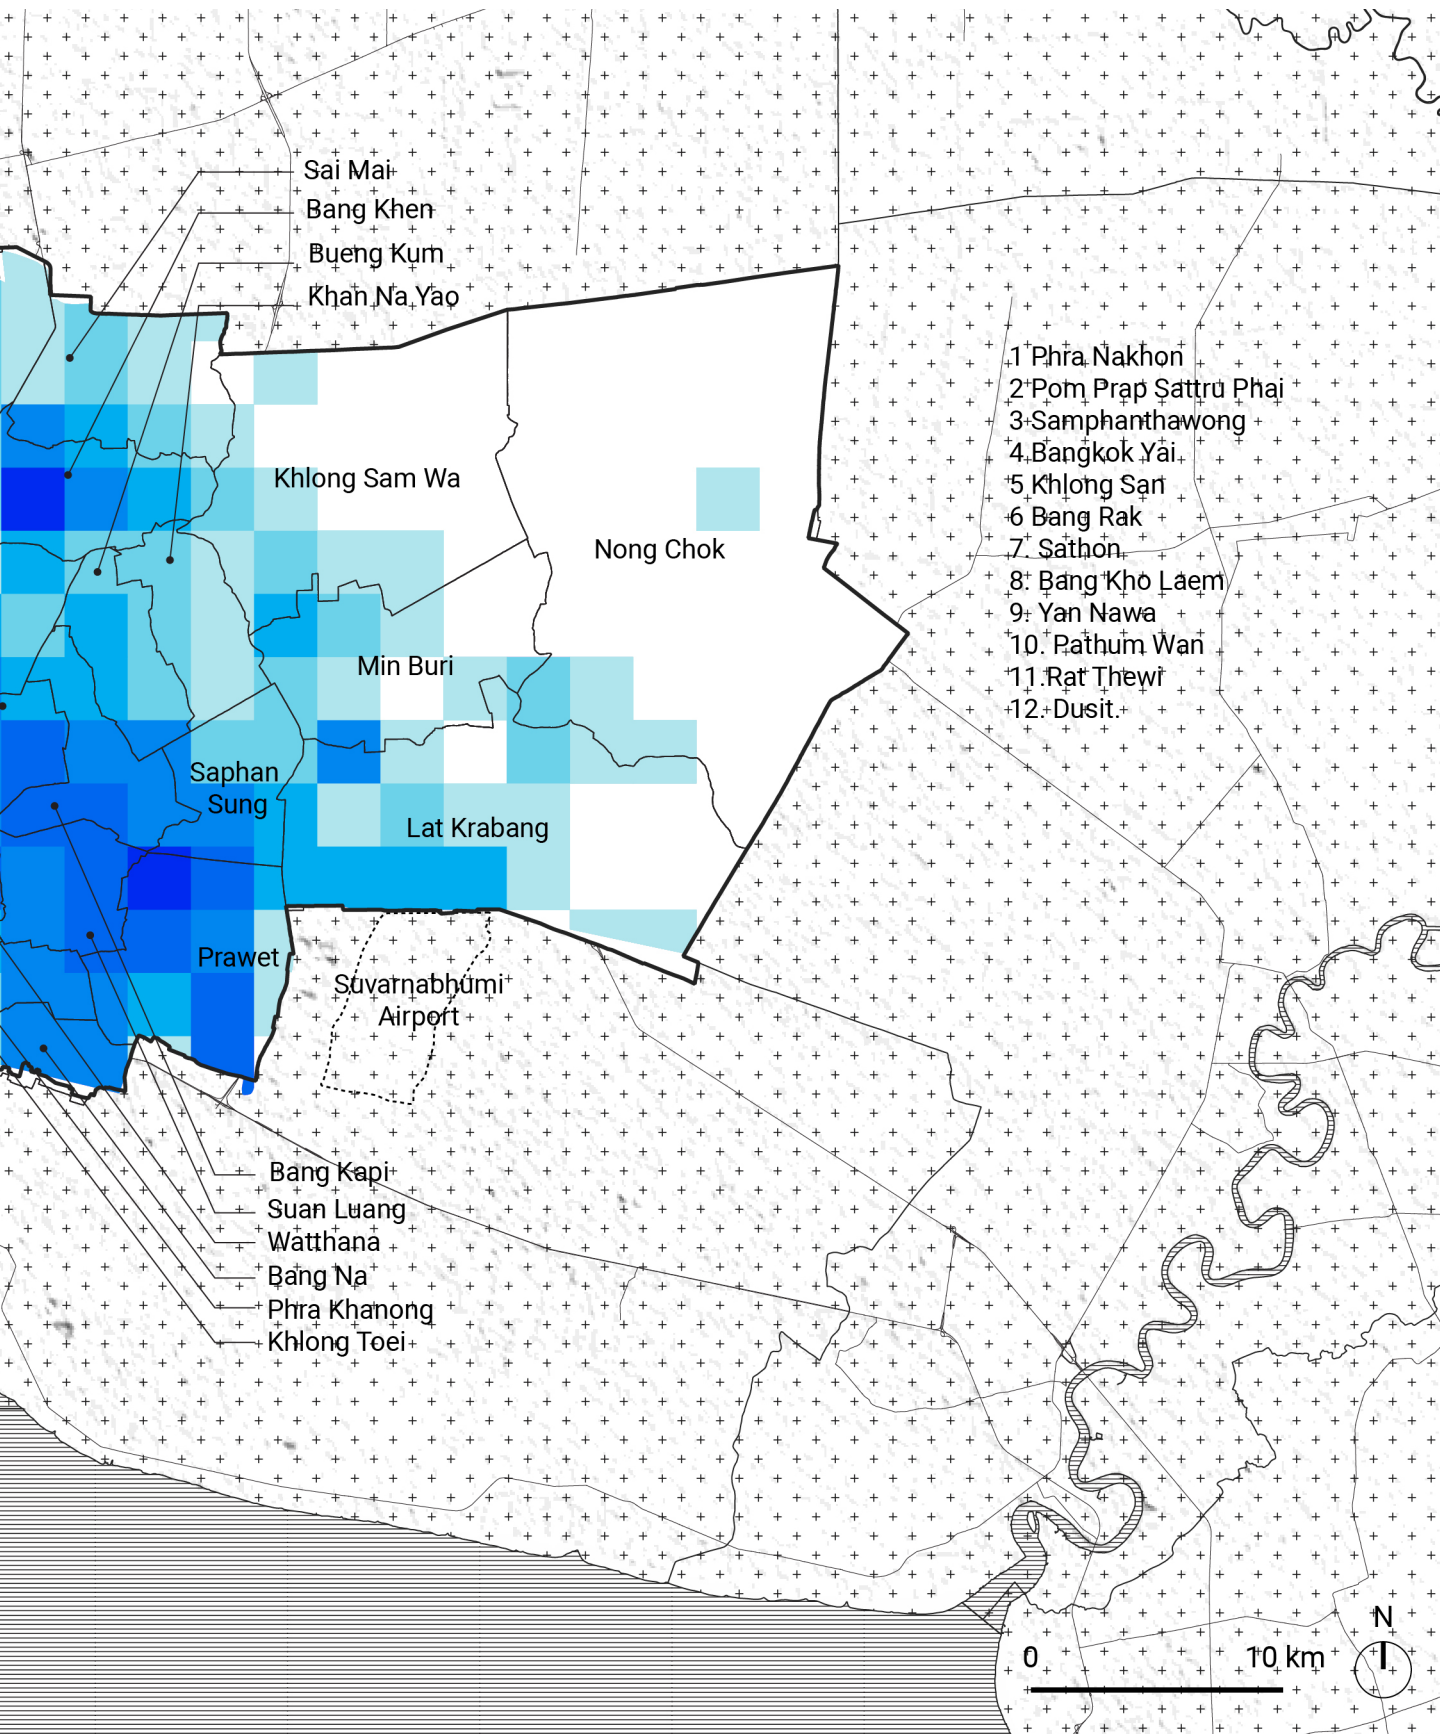 Sai Mai
Bang Khen
Bueng Kum
Khan Na Yao
1 Phra Nakhon
2 Pom Prap Sattru Phai
3 Samphanthawong
4 Bangkok Yai
5 Khlong San
6 Bang Rak
7. Sathon
8. Bang Kho Laem
9. Yan Nawa
10. Pathum Wan
11.Rat Thewi
12. Dusit.
Khlong Sam Wa
Nong Chok
Min Buri
Saphan
Sung
Lat Krabang
Prawet
Suvarnabhumi
Airport
Bang Kapi
Suan Luang
Watthana
Bang Na
Phra Khanong
Khlong Toei
N
0 10 km